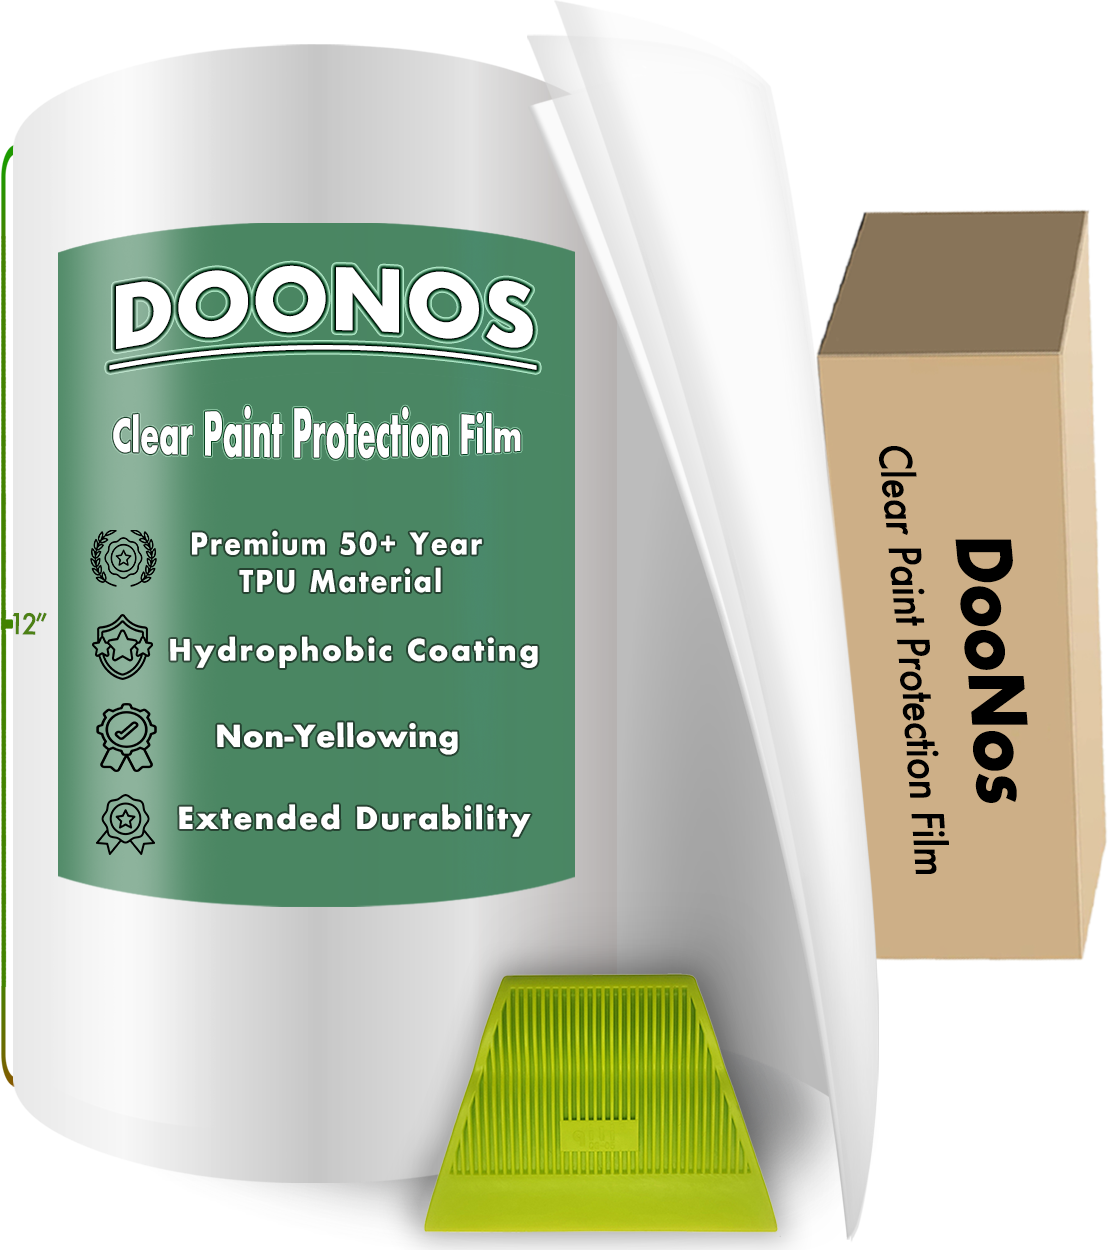 DOONOS
Clear Paint Protection Film
Premium 50+ Year
TPU Material
Hydrophobic Coating
Non-Yellowing
Extended Durability
12"
DooNos
Clear Paint Protection Film